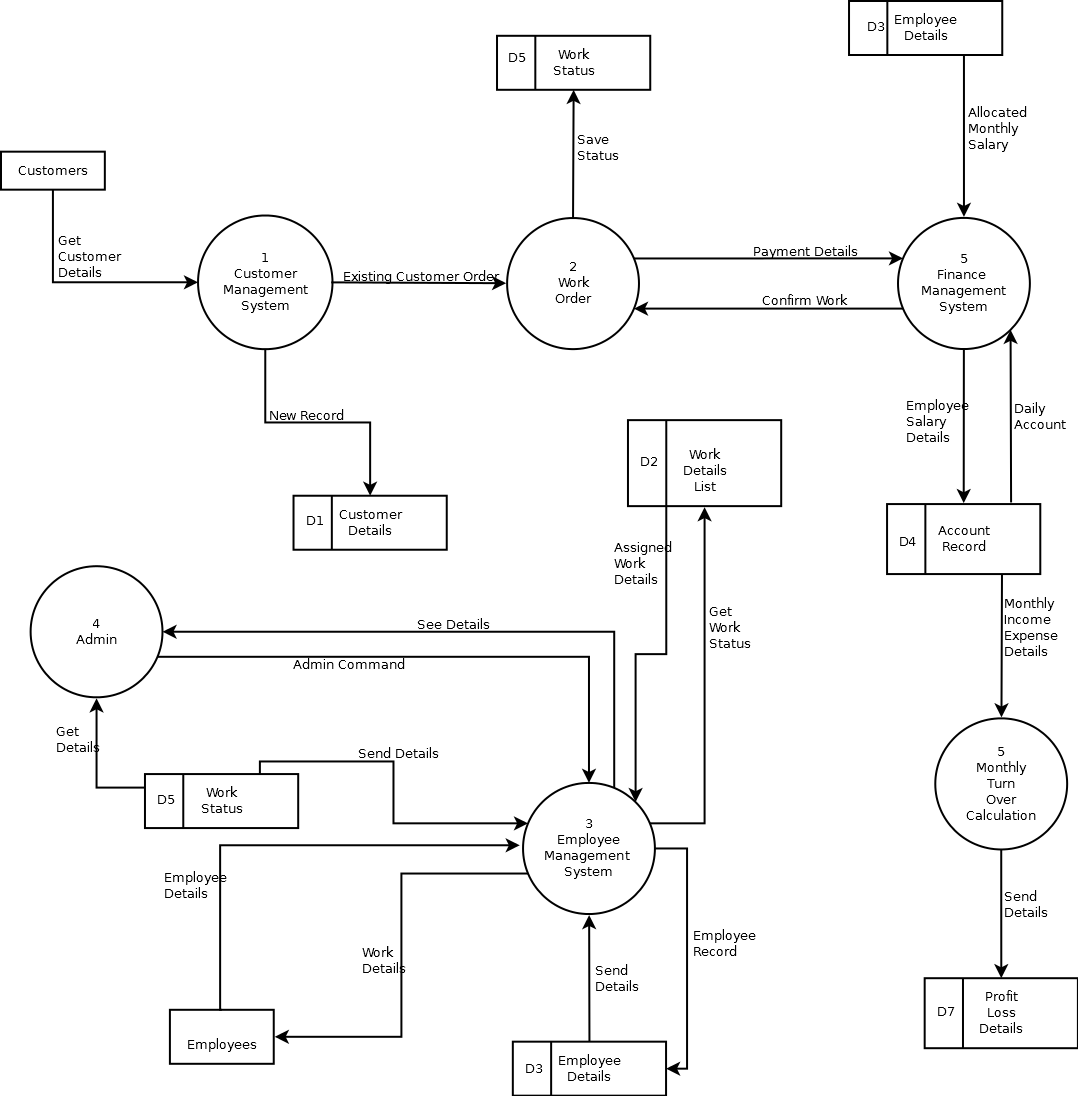 D3
Employee
Details
D5
Work
Status
Allocated
Monthly
Salary
Save
Status
Customers
Get
Customer
Details
1
Customer
Management
System
Existing Customer Order
2
Work
Order
Payment Details
Confirm Work
5
Finance
Management
System
New Record
Employee
Salary
Details
Daily
Account
D2
Work
Details
List
D1
Customer
Details
D4
Account
Record
Assigned
Work
Details
Get
Work
Status
Monthly
Income
Expense
Details
4
Admin
See Details
Admin Command
Get
Details
Send Details
D5
Work
Status
5
Monthly
Turn
Over
Calculation
3
Employee
Management
System
Employee
Details
Work
Details
Send
Details
Employee
Record
Send
Details
Employees
D3
Employee
Details
D7
Profit
Loss
Details